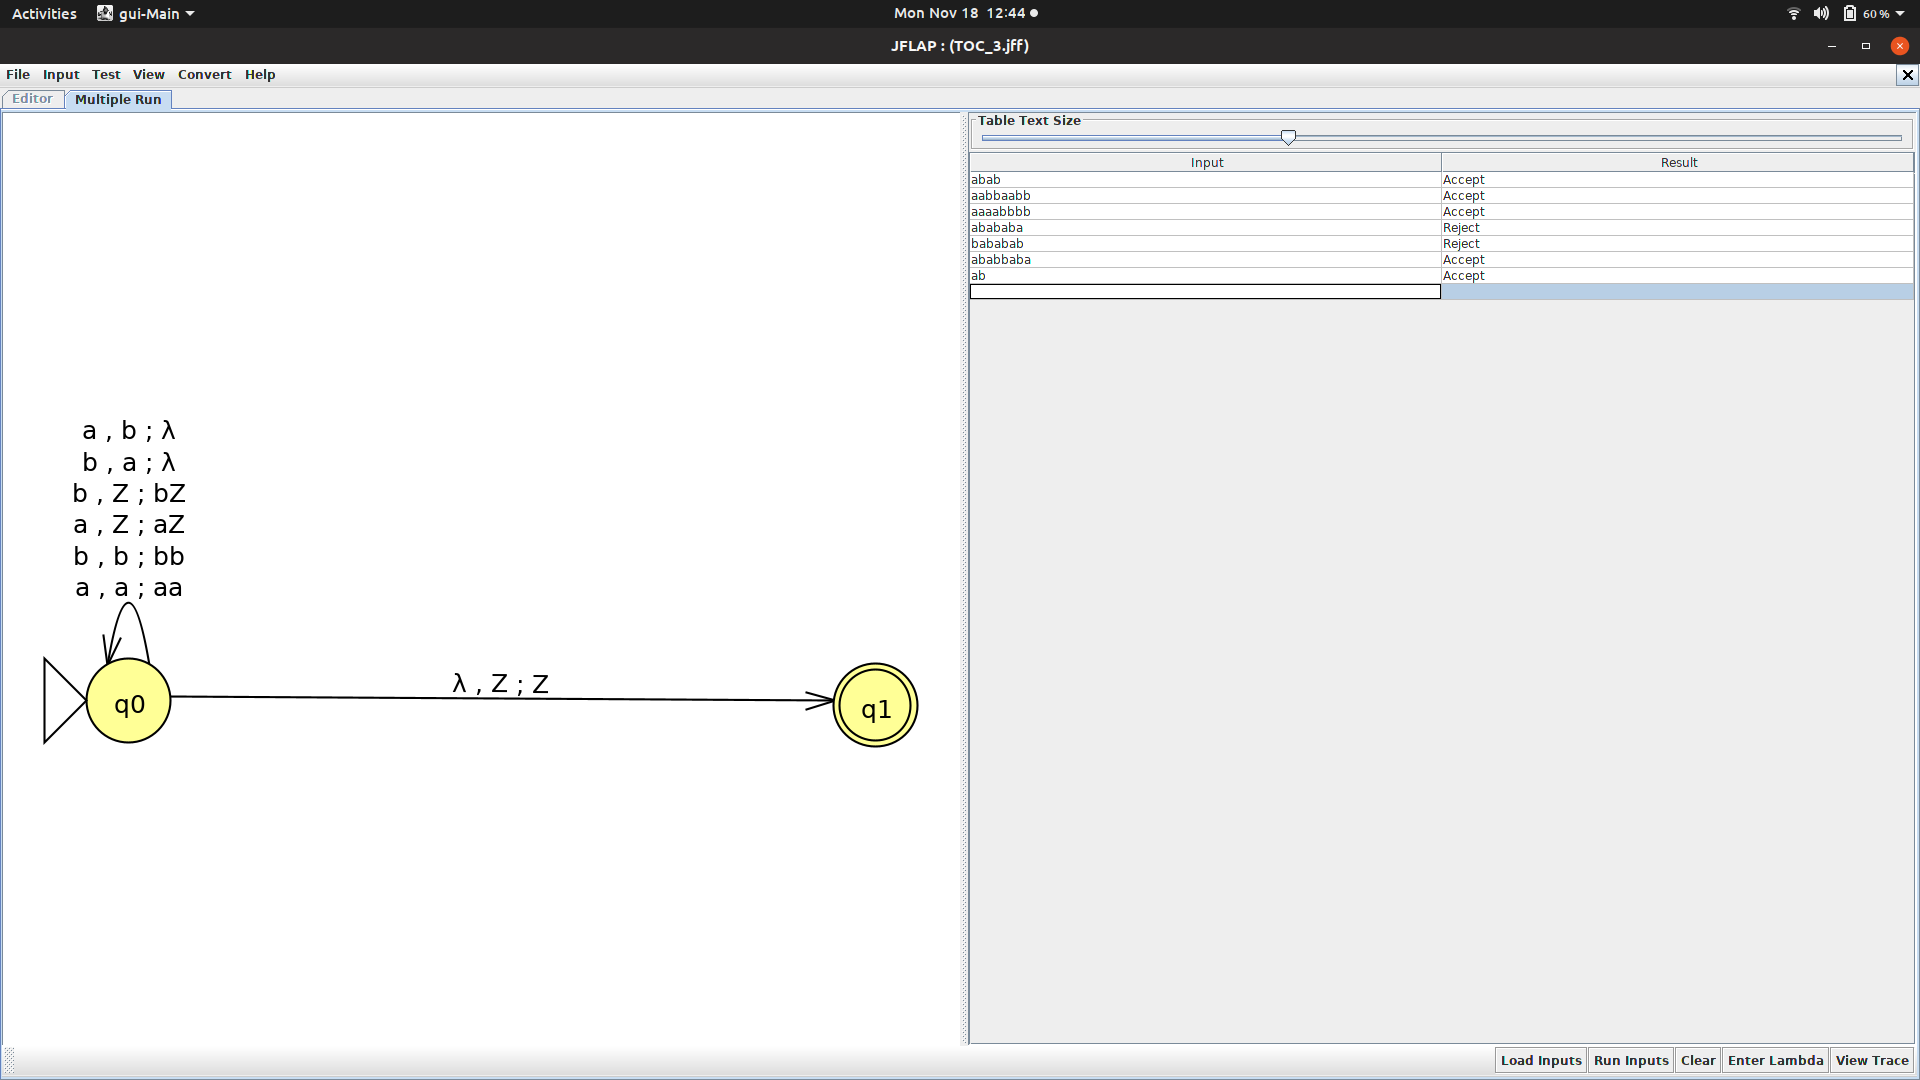 Activities gui-Main Mon Nov 18 12:44 60 %
JFLAP : (TOC_3.jff)
File Input Test View Convert Help
Editor Multiple Run
Table Text Size
Input Result
abab Accept
aabbaabb Accept
aaaabbbb Accept
abababa Reject
bababab Reject
ababbaba Accept
ab Accept
a , b ; λ
b , a ; λ
b , Z ; bZ
a , Z ; aZ
b , b ; bb
a , a ; aa
λ , Z ; Z
q0
q1
Load Inputs Run Inputs Clear Enter Lambda View Trace